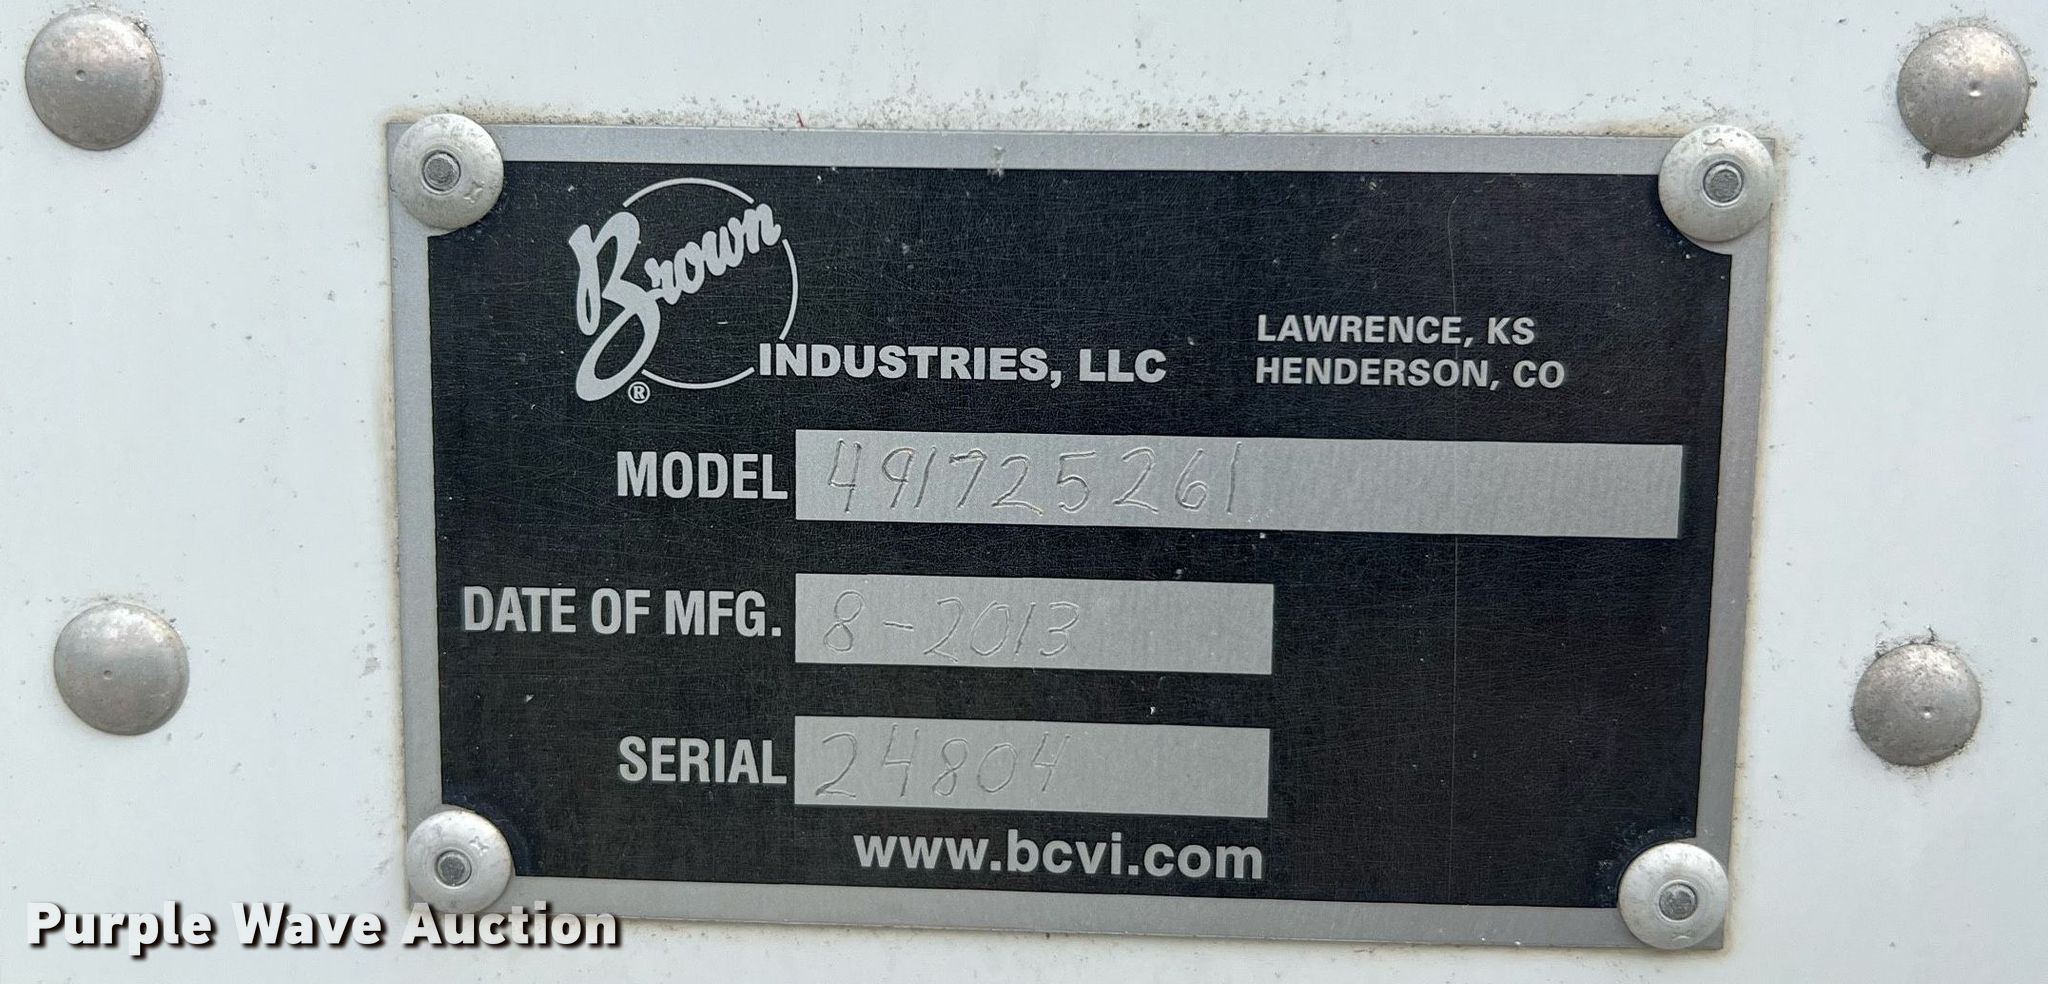 Brown®
INDUSTRIES, LLC
LAWRENCE, KS
HENDERSON, CO
MODEL 491725261
DATE OF MFG. 8-2013
SERIAL 24804
www.bcvi.com
Purple Wave Auction